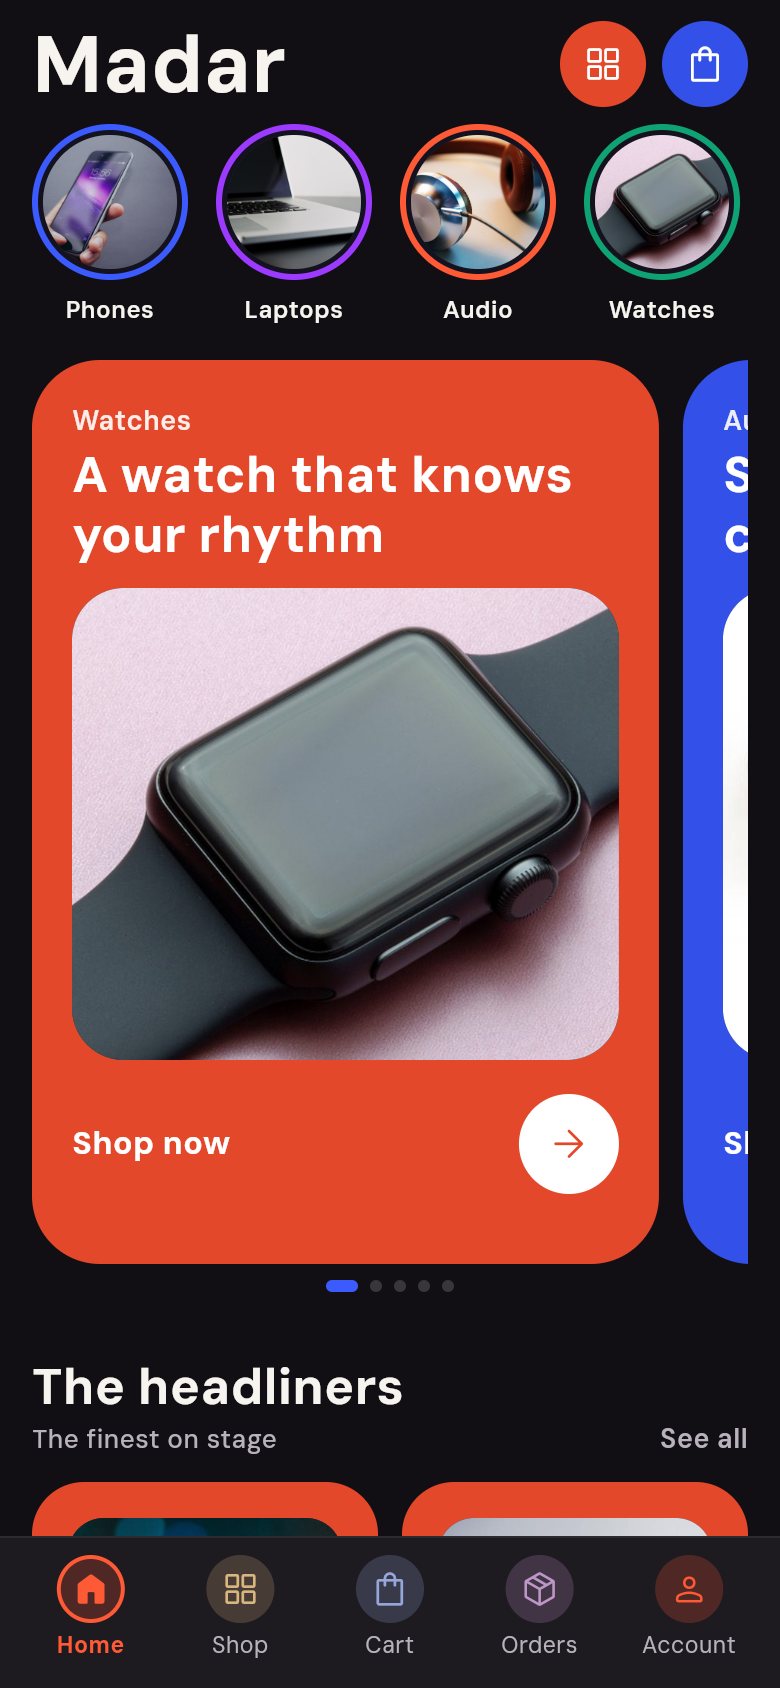 Madar
Phones
Laptops
Audio
Watches
Watches
A watch that knows
your rhythm
Shop now
The headliners
The finest on stage
See all
Home
Shop
Cart
Orders
Account